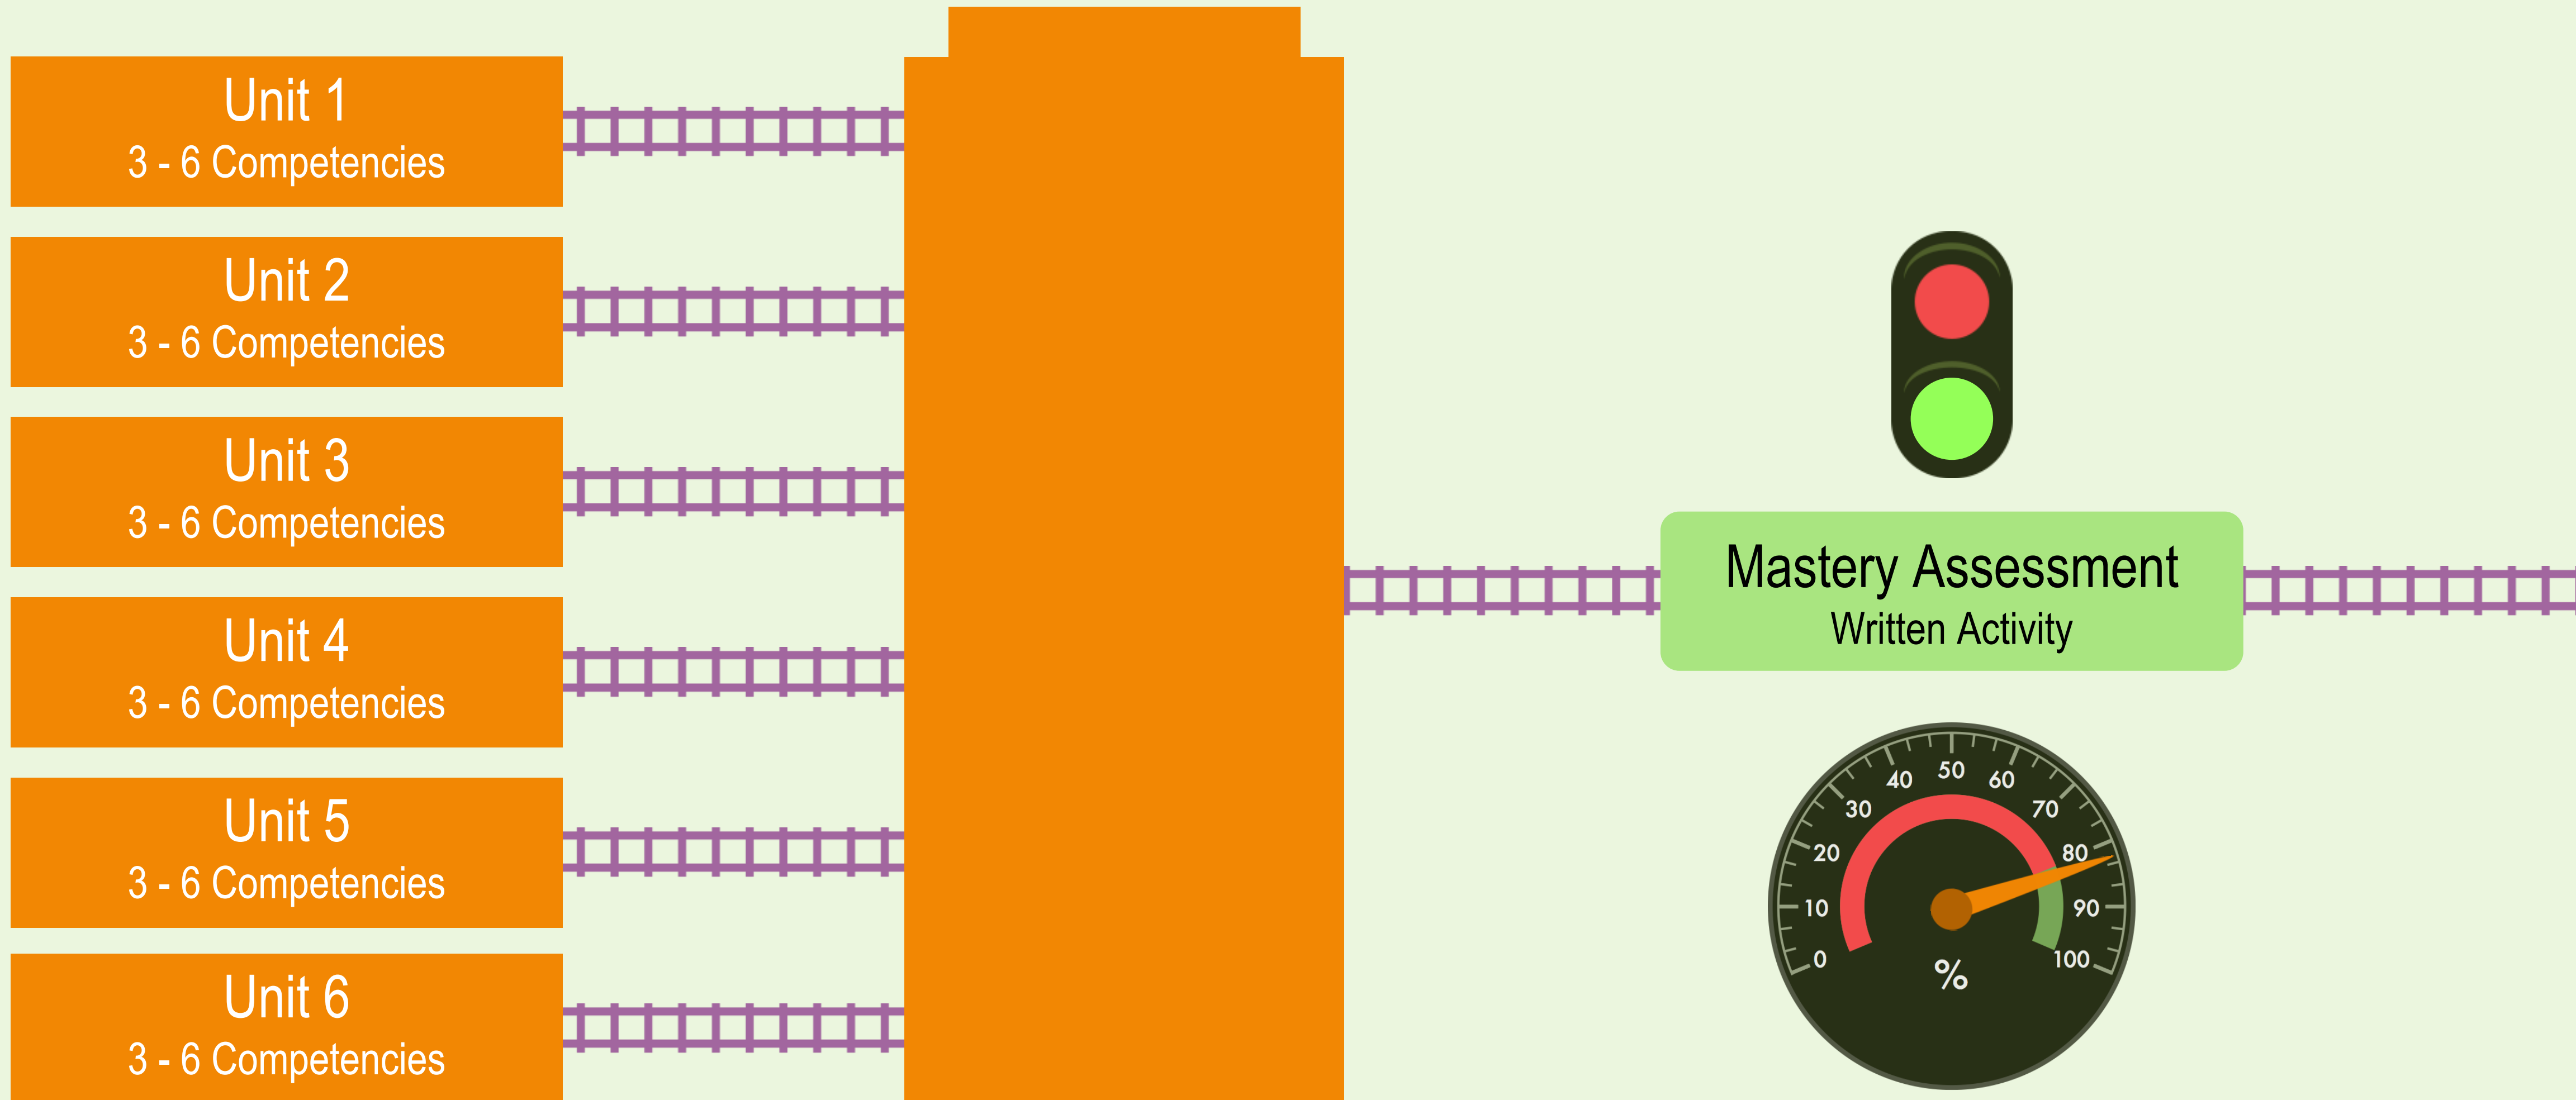 Unit 1
3 - 6 Competencies
Unit 2
3 - 6 Competencies
Unit 3
3 - 6 Competencies
Unit 4
3 - 6 Competencies
Unit 5
3 - 6 Competencies
Unit 6
3 - 6 Competencies
Mastery Assessment
Written Activity
0
10
20
30
40
50
60
70
80
90
100
%